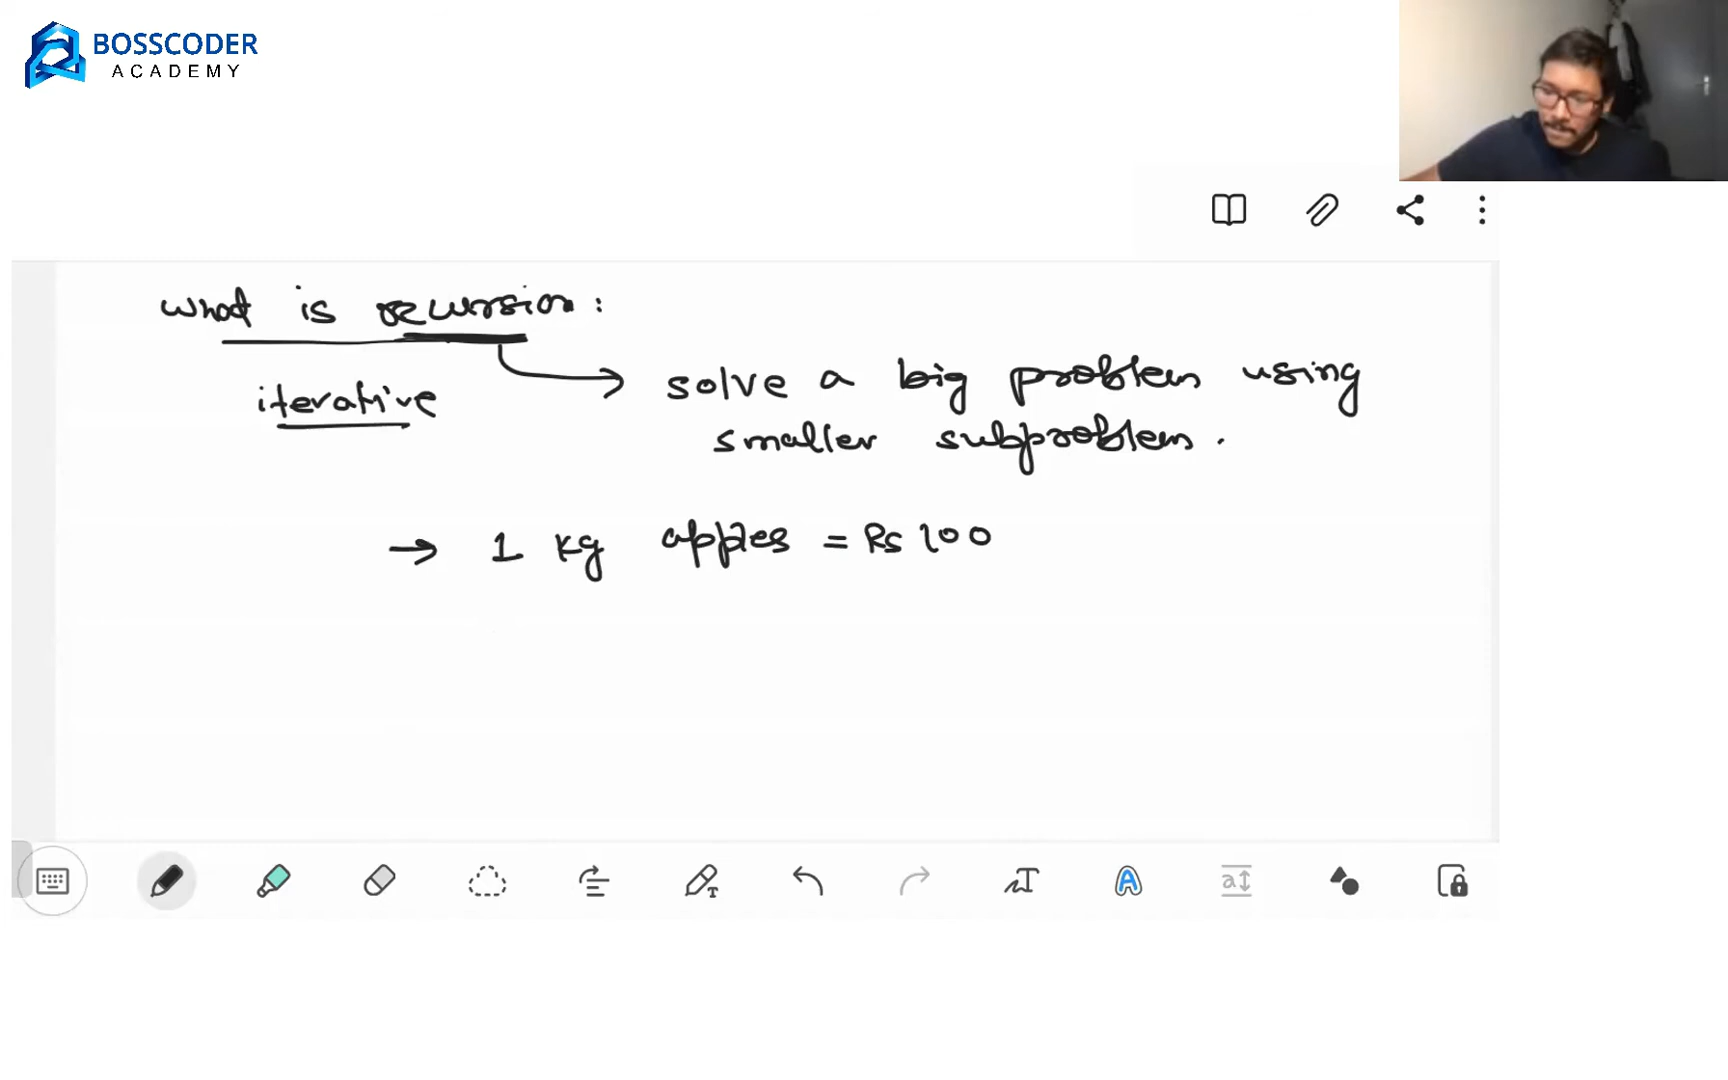 BOSSCODER
ACADEMY
What is recursion:
iterative
solve a big problem using
smaller subproblem.
→ 1 kg apples = Rs 100